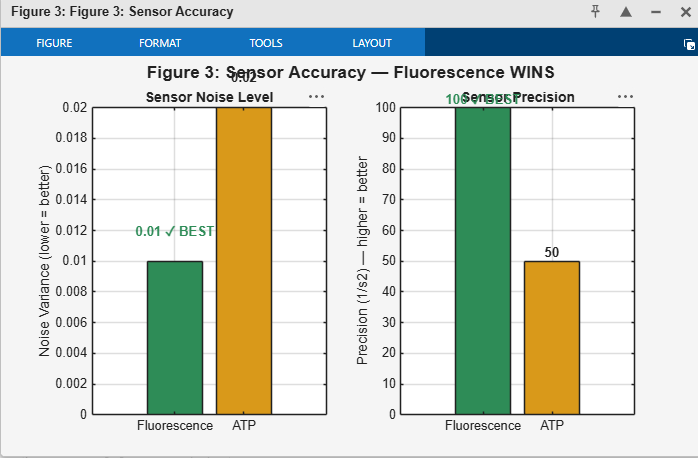 Figure 3: Figure 3: Sensor Accuracy
FIGURE FORMAT TOOLS LAYOUT
Figure 3: Sensor Accuracy — Fluorescence WINS
0.02
Sensor Noise Level
Noise Variance (lower = better)
0.02
0.018
0.016
0.014
0.012
0.01
0.008
0.006
0.004
0.002
0
0.01 ✓ BEST
Fluorescence ATP
Sensor Precision
100 ✓ BEST
Precision (1/s2) — higher = better
100
90
80
70
60
50
40
30
20
10
0
50
Fluorescence ATP